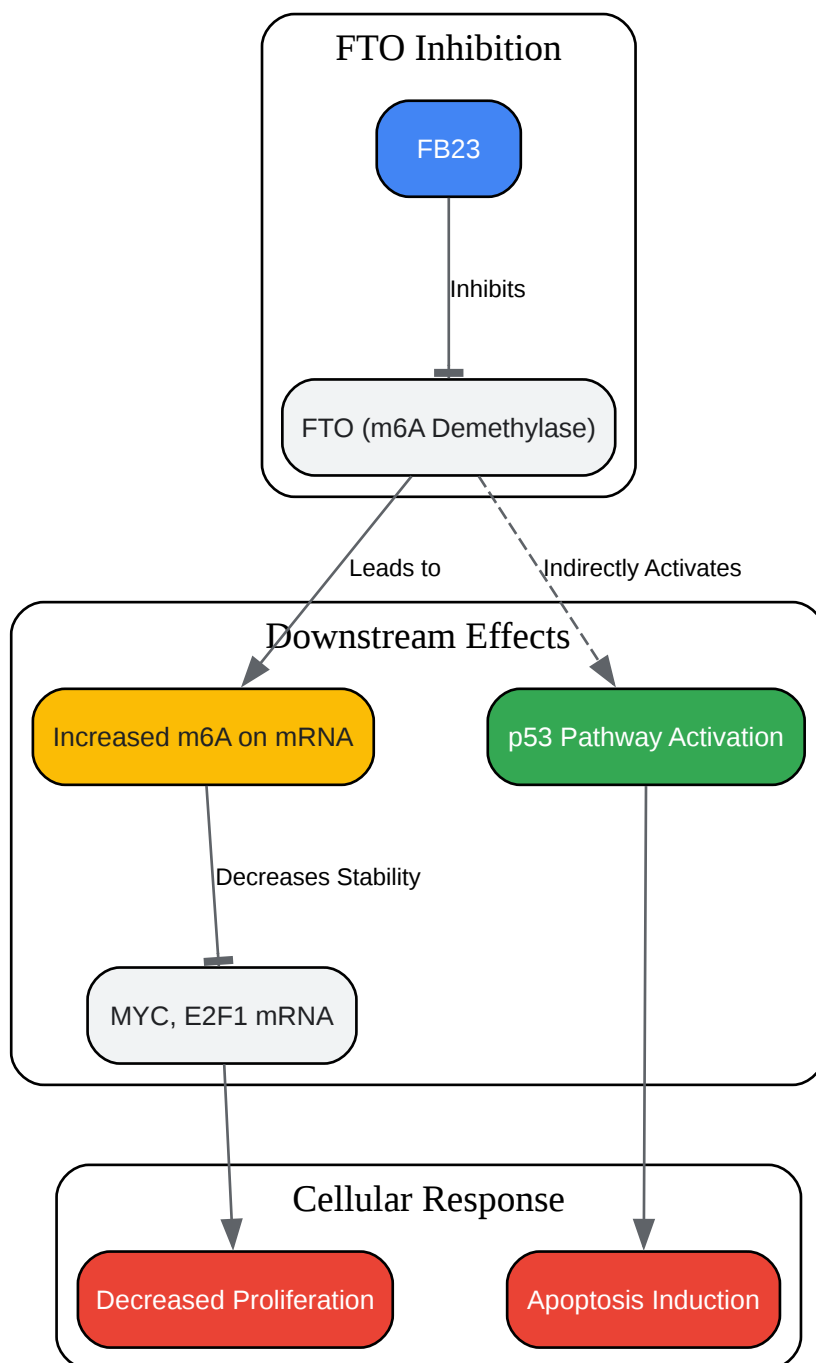 FTO Inhibition
FB23
Inhibits
FTO (m6A Demethylase)
Leads to
Indirectly Activates
Downstream Effects
Increased m6A on mRNA
p53 Pathway Activation
Decreases Stability
MYC, E2F1 mRNA
Cellular Response
Decreased Proliferation
Apoptosis Induction